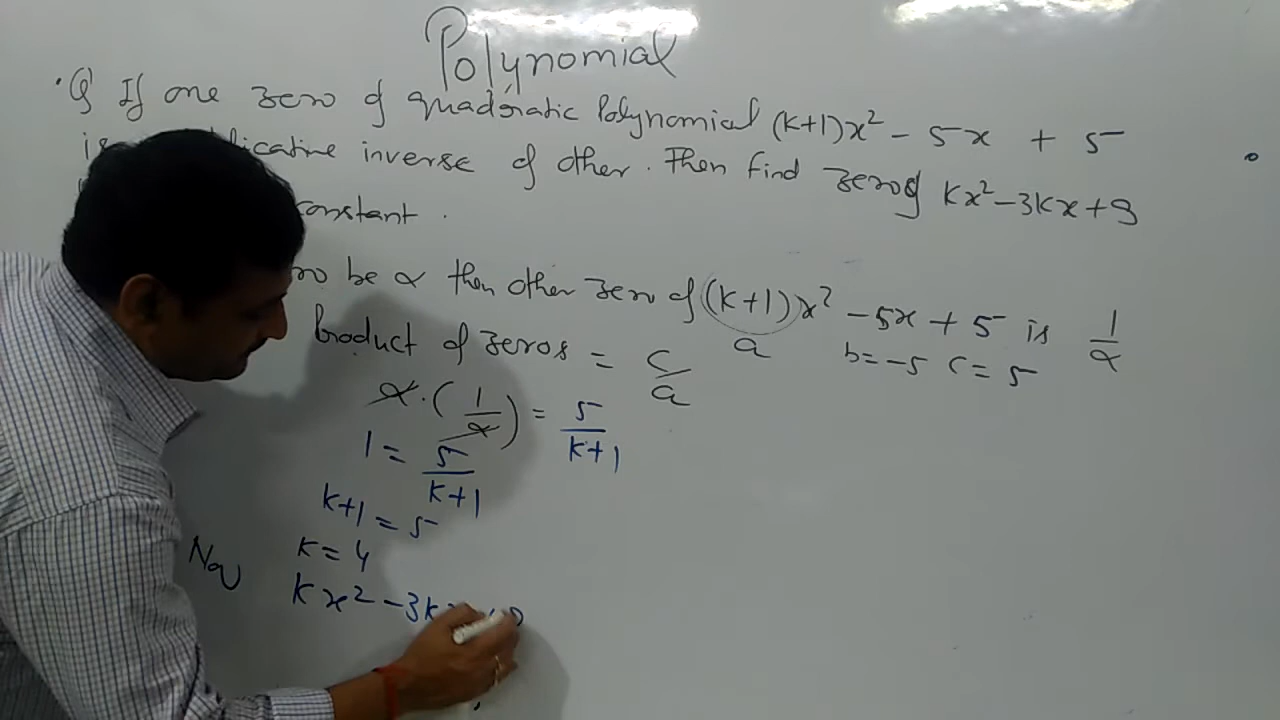 Polynomial
Q If one zero of quadratic Polynomial (k+1)x² - 5x + 5
inverse of other. Then find zero of kx² - 3kx + 9
constant.
be α then other zero of (k+1)x² - 5x + 5 is 1/α
a b = -5 c = 5
Product of zeros = c/a
α · (1/α) = 5/(k+1)
1 = 5/(k+1)
k+1 = 5
k = 4
Now
kx² - 3k